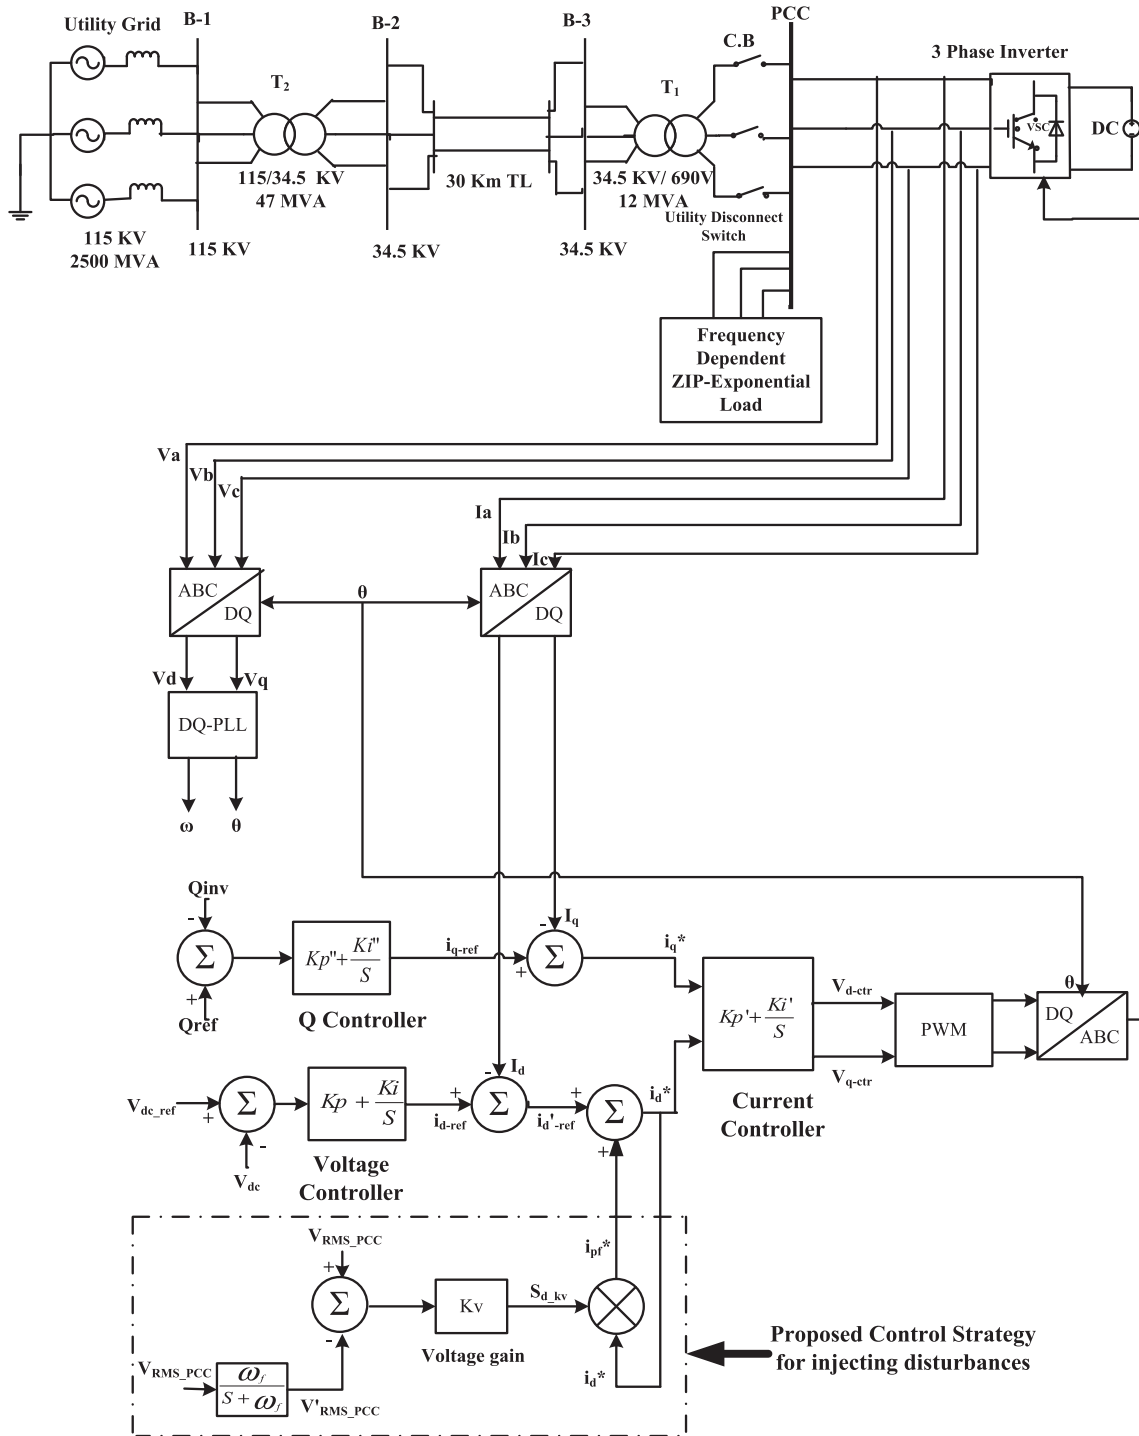 Utility Grid
B-1
B-2
B-3
PCC
C.B
3 Phase Inverter
T2
T1
VSC
DC
115/34.5 KV
47 MVA
30 Km TL
34.5 KV/ 690V
12 MVA
Utility Disconnect
Switch
115 KV
2500 MVA
115 KV
34.5 KV
34.5 KV
Frequency
Dependent
ZIP-Exponential
Load
Va
Vb
Vc
Ia
Ib
Ic
ABC
DQ
θ
ABC
DQ
Vd
Vq
DQ-PLL
ω
θ
Qinv
-
Σ
+
Qref
Kp''+ Ki''/S
Q Controller
iq-ref
-
Iq
+
Σ
iq*
Kp'+ Ki'/S
Current
Controller
Vd-ctr
Vq-ctr
PWM
θ
DQ
ABC
Vdc_ref
+
Σ
-
Vdc
Kp + Ki/S
Voltage
Controller
+
id-ref
-
Id
Σ
id'-ref
+
Σ
+
id*
VRMS_PCC
+
Σ
-
Kv
Voltage gain
Sd_kv
ipf*
id*
VRMS_PCC
ωf/S + ωf
V'RMS_PCC
Proposed Control Strategy
for injecting disturbances